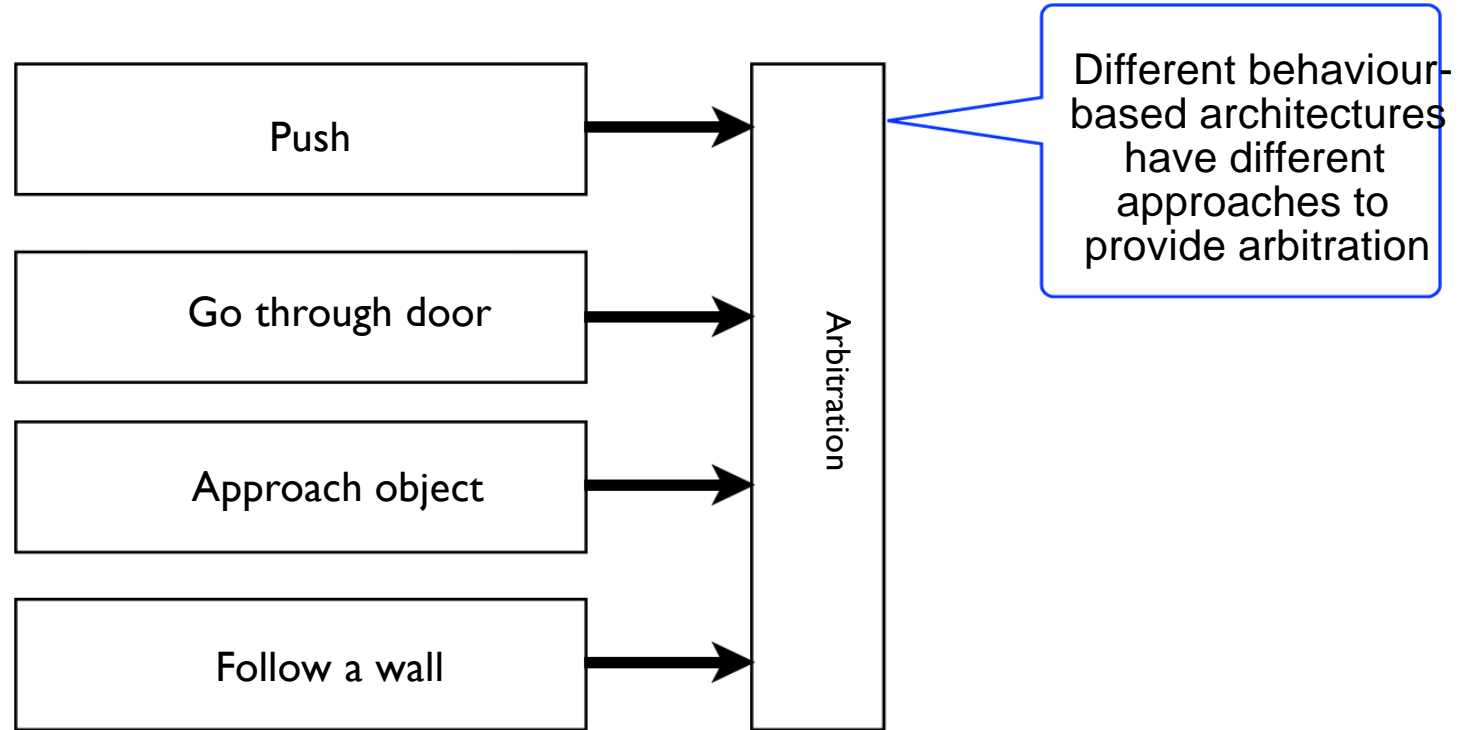 Push
Go through door
Approach object
Follow a wall
Arbitration
Different behaviour-
based architectures
have different
approaches to
provide arbitration